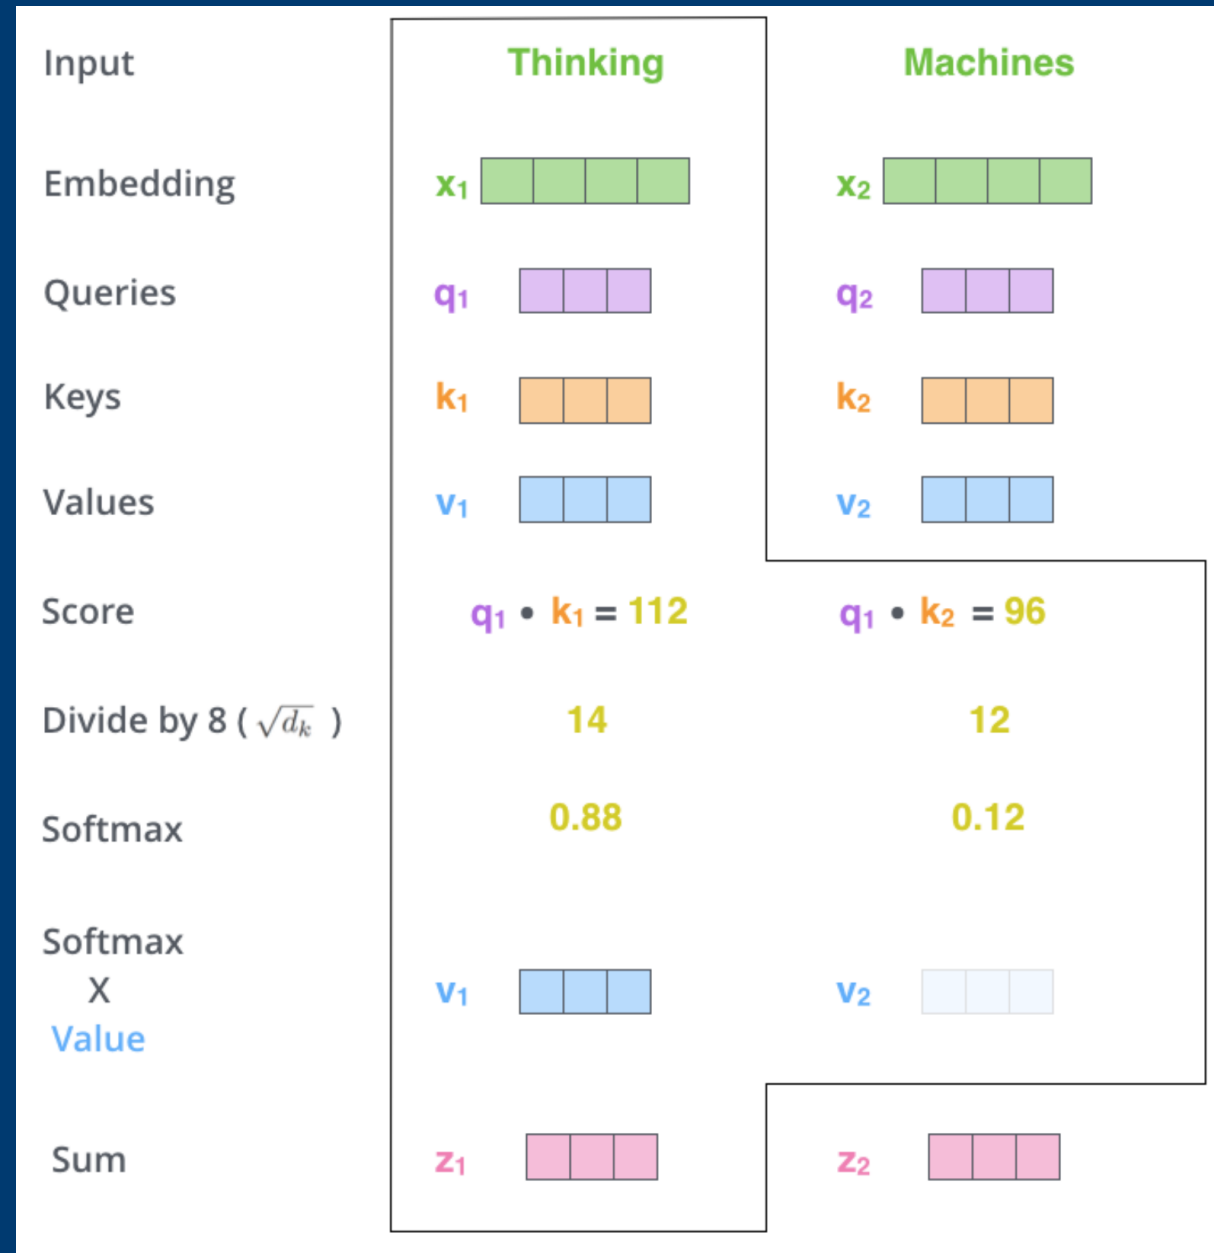 Input Thinking Machines
Embedding x₁ x₂
Queries q₁ q₂
Keys k₁ k₂
Values v₁ v₂
Score q₁ • k₁ = 112 q₁ • k₂ = 96
Divide by 8 ( √dₖ ) 14 12
Softmax 0.88 0.12
Softmax
X v₁ v₂
Value
Sum z₁ z₂